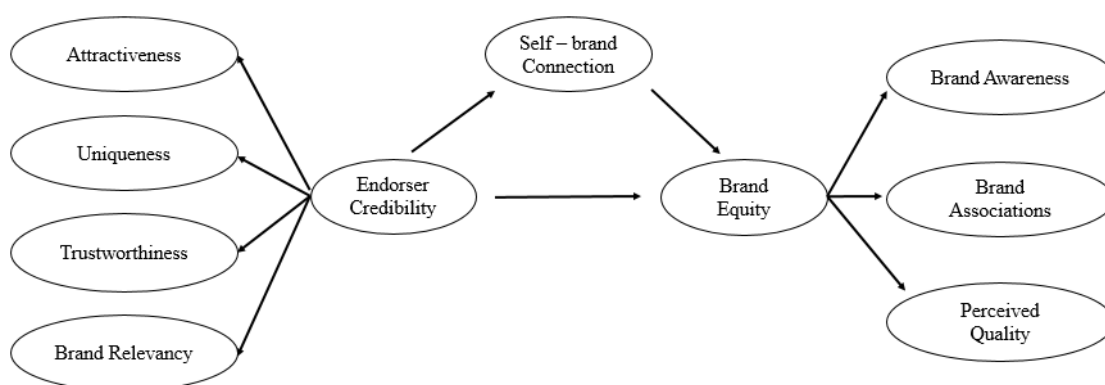 Attractiveness
Uniqueness
Trustworthiness
Brand Relevancy
Endorser
Credibility
Self – brand
Connection
Brand
Equity
Brand Awareness
Brand
Associations
Perceived
Quality